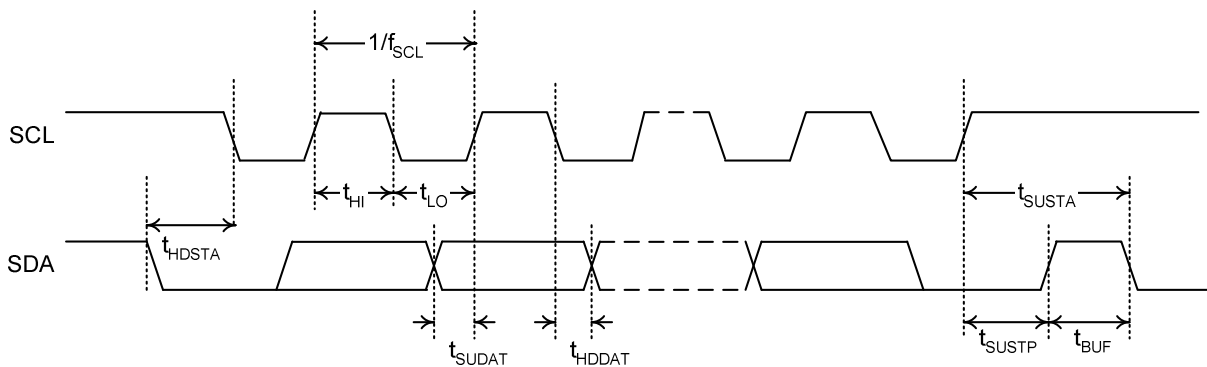 1/fSCL
SCL
tHI
tLO
tSUSTA
tHDSTA
SDA
tSUDAT
tHDDAT
tSUSTP
tBUF